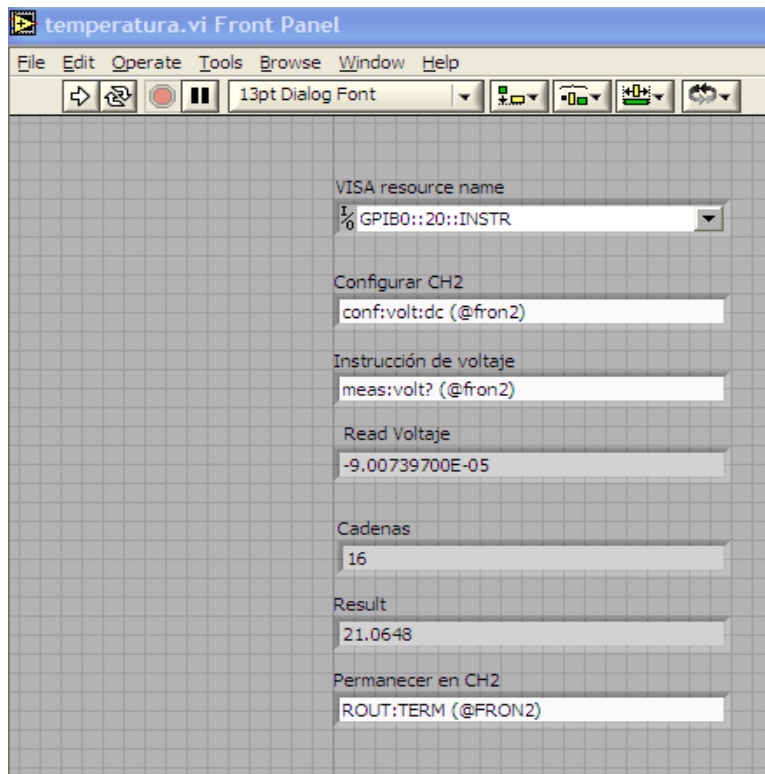 temperatura.vi Front Panel
File Edit Operate Tools Browse Window Help
13pt Dialog Font
VISA resource name
I/O GPIB0::20::INSTR
Configurar CH2
conf:volt:dc (@fron2)
Instrucción de voltaje
meas:volt? (@fron2)
Read Voltaje
-9.00739700E-05
Cadenas
16
Result
21.0648
Permanecer en CH2
ROUT:TERM (@FRON2)